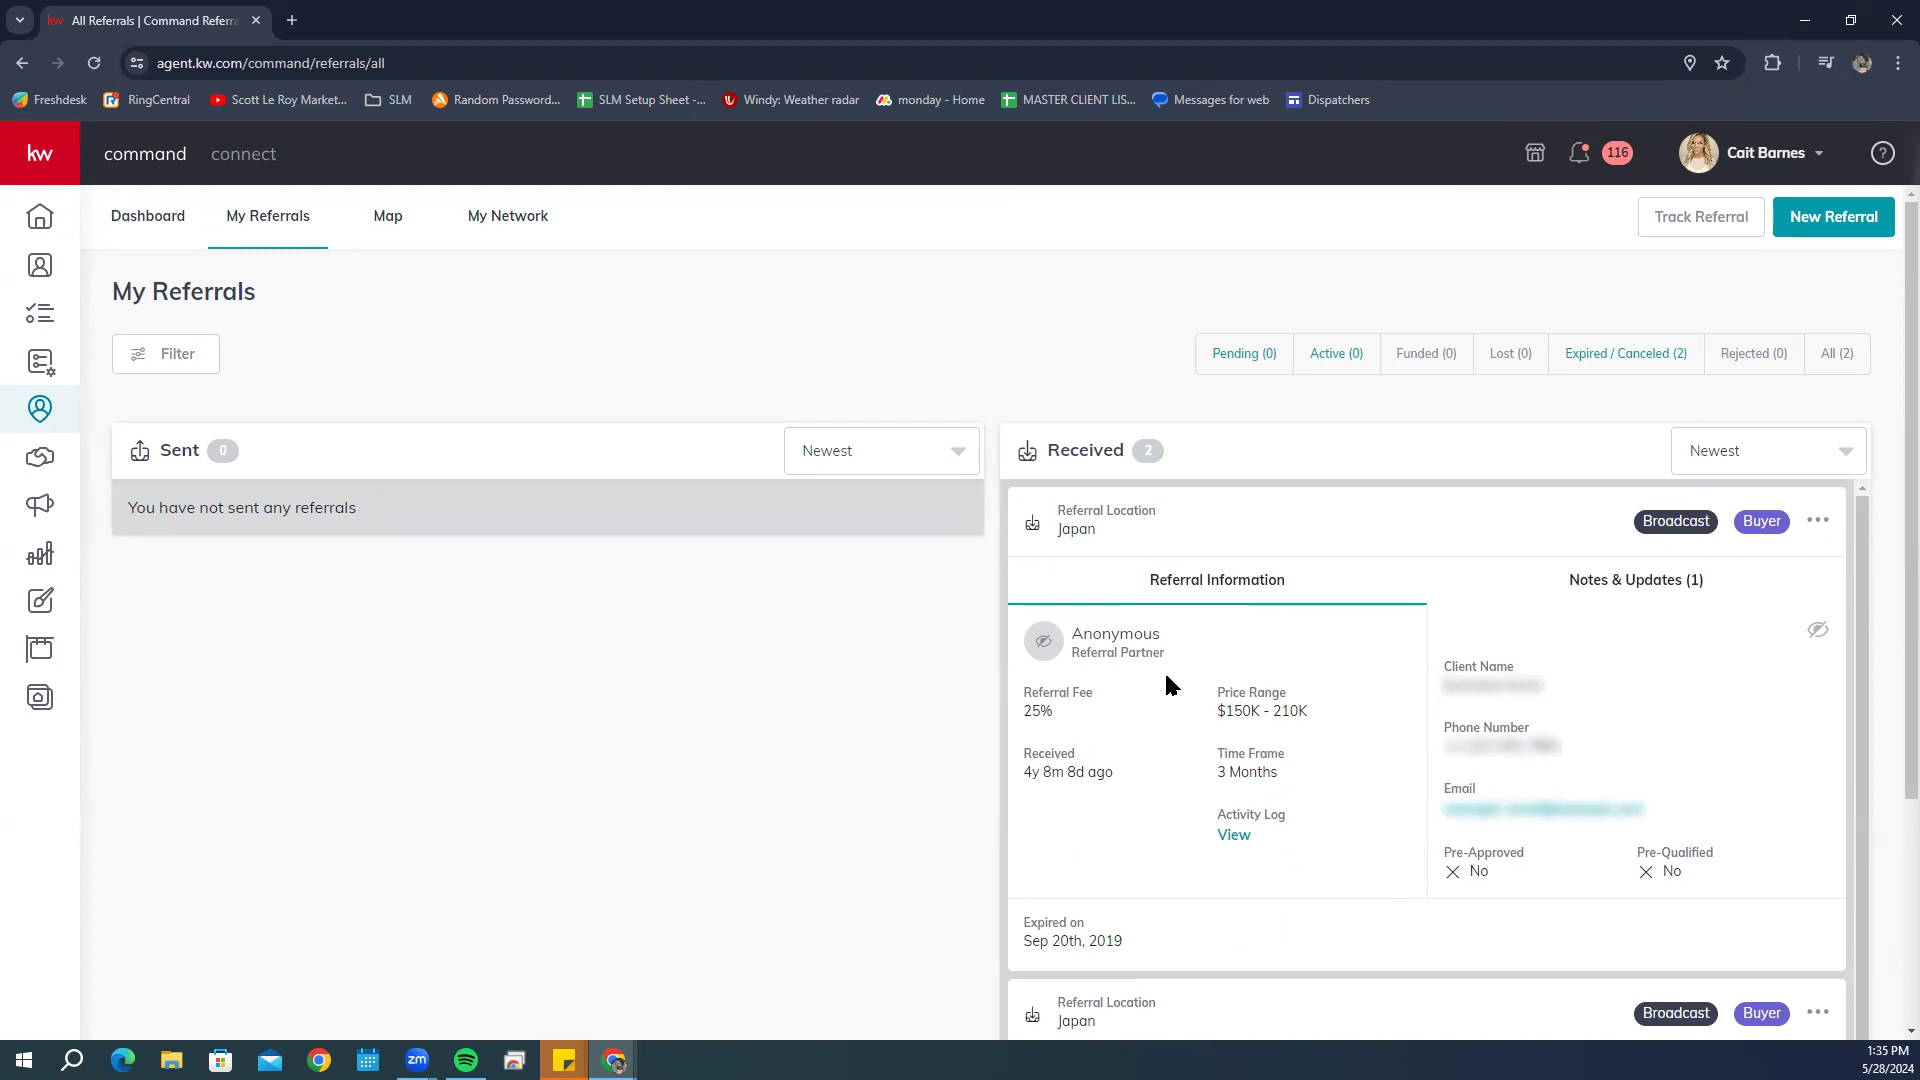 All Referrals | Command Referra
agent.kw.com/command/referrals/all
Freshdesk
RingCentral
Scott Le Roy Market...
SLM
Random Password...
SLM Setup Sheet -...
Windy: Weather radar
monday - Home
MASTER CLIENT LIS...
Messages for web
Dispatchers
kw
command
connect
116
Cait Barnes
Dashboard
My Referrals
Map
My Network
Track Referral
New Referral
My Referrals
Filter
Pending (0)
Active (0)
Funded (0)
Lost (0)
Expired / Canceled (2)
Rejected (0)
All (2)
Sent 0
Newest
Received 2
Newest
You have not sent any referrals
Referral Location
Japan
Broadcast
Buyer
Referral Information
Notes & Updates (1)
Anonymous
Referral Partner
Referral Fee
25%
Price Range
$150K - 210K
Received
4y 8m 8d ago
Time Frame
3 Months
Activity Log
View
Client Name
Phone Number
Email
Pre-Approved
No
Pre-Qualified
No
Expired on
Sep 20th, 2019
Referral Location
Japan
Broadcast
Buyer
zm
1:35 PM
5/28/2024